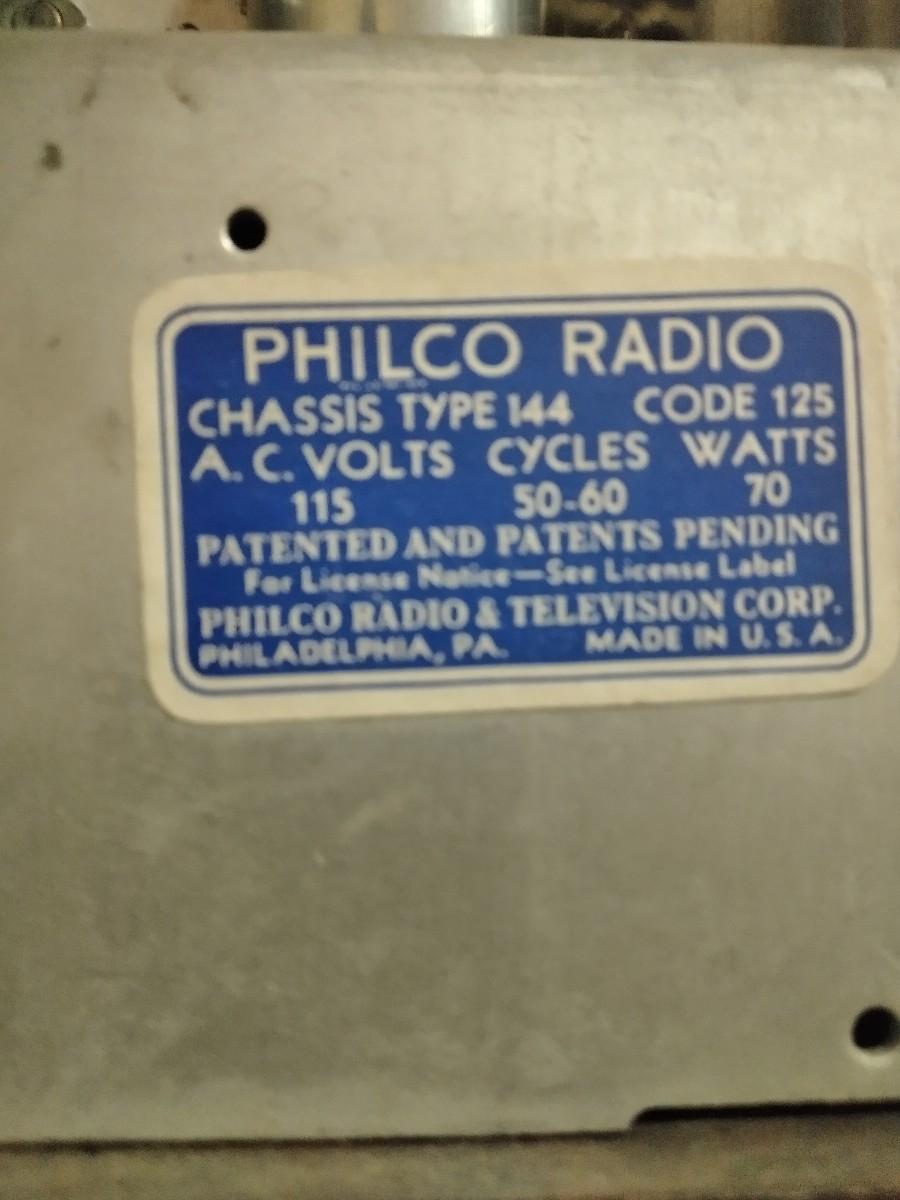 PHILCO RADIO
CHASSIS TYPE 144 CODE 125
A. C. VOLTS CYCLES WATTS
115 50-60 70
PATENTED AND PATENTS PENDING
For License Notice—See License Label
PHILCO RADIO & TELEVISION CORP.
PHILADELPHIA, PA. MADE IN U. S. A.